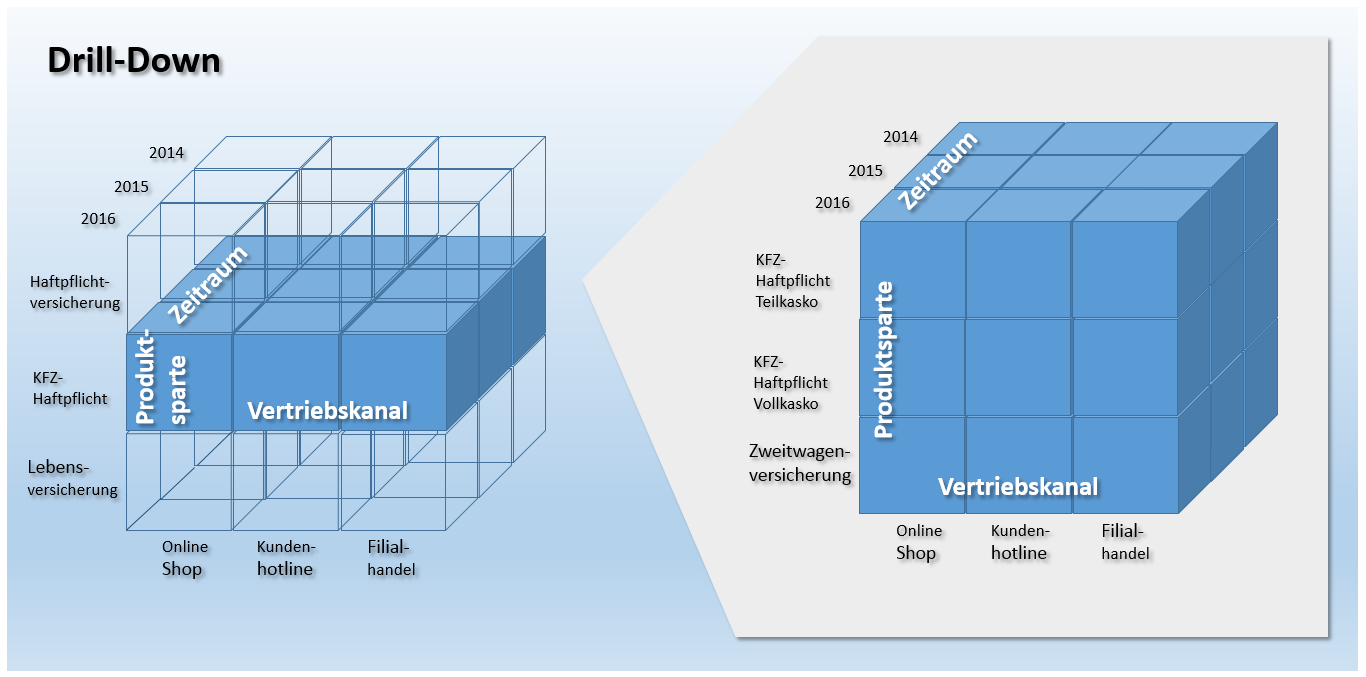 Drill-Down
2014
2015
2016
Zeitraum
Haftpflicht-
versicherung
KFZ-
Haftpflicht
Lebens-
versicherung
Produkt-
sparte
Vertriebskanal
Online
Shop
Kunden-
hotline
Filial-
handel
2014
2015
2016
Zeitraum
KFZ-
Haftpflicht
Teilkasko
KFZ-
Haftpflicht
Vollkasko
Zweitwagen-
versicherung
Produktsparte
Vertriebskanal
Online
Shop
Kunden-
hotline
Filial-
handel